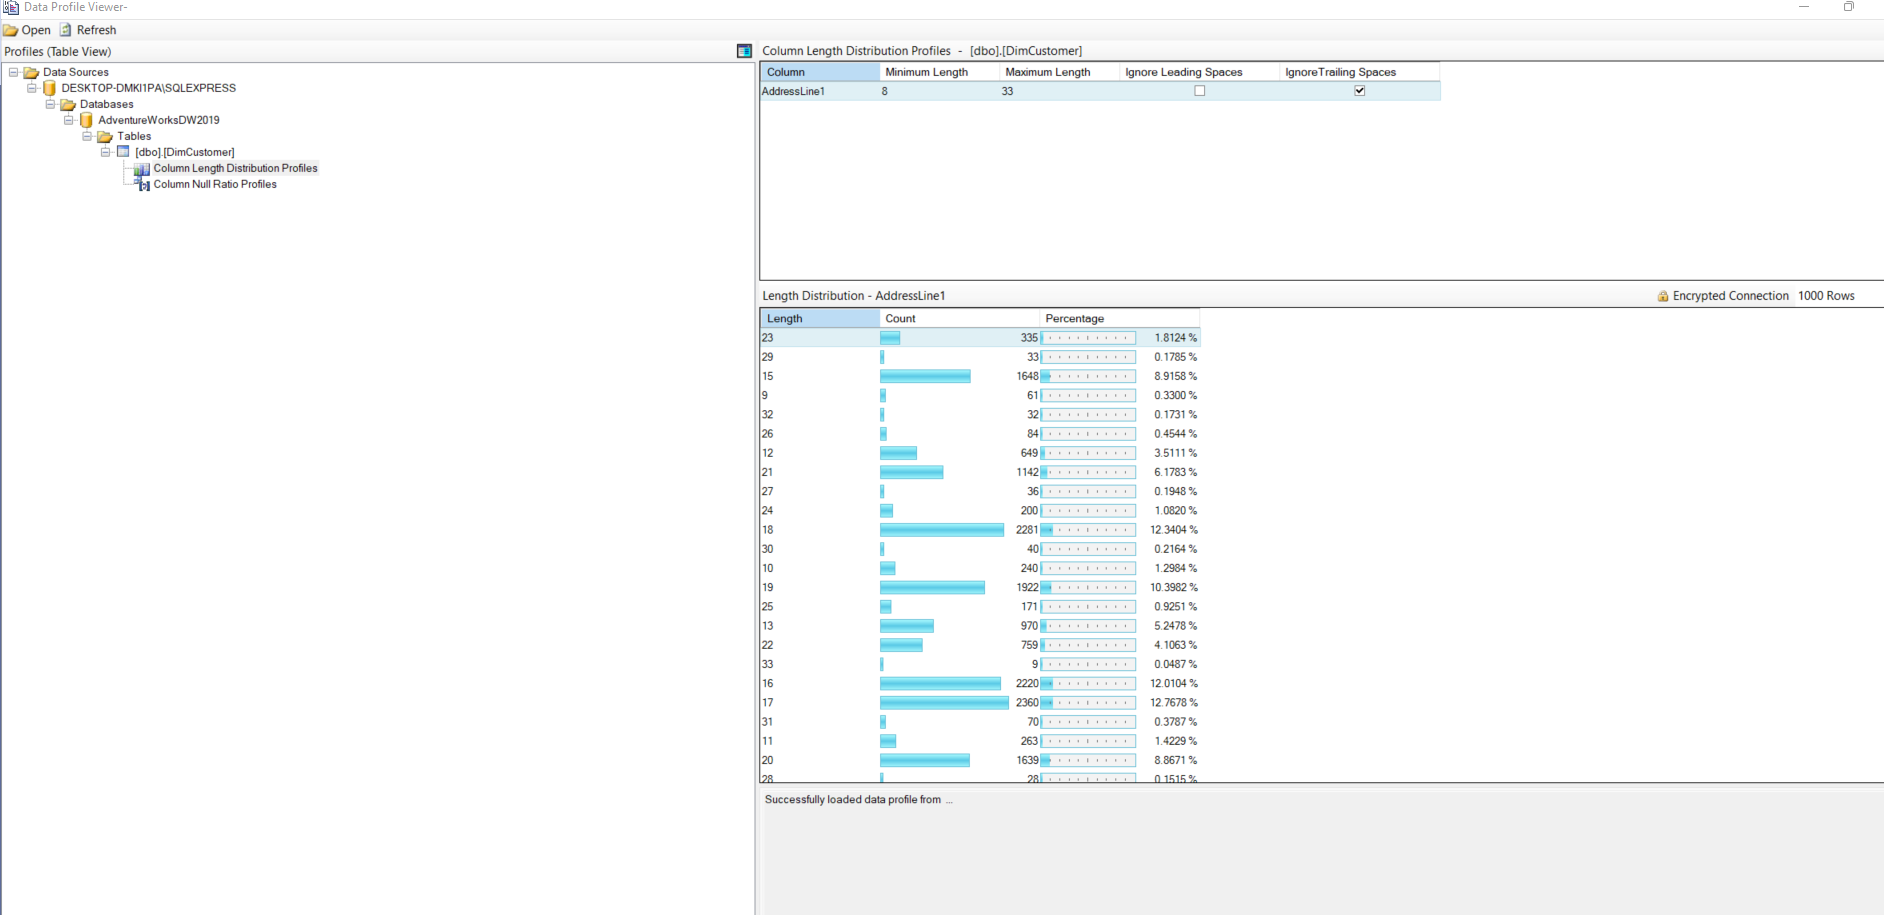 Data Profile Viewer-
Open Refresh
Profiles (Table View)
Data Sources
DESKTOP-DMKI1PA\SQLEXPRESS
Databases
AdventureWorksDW2019
Tables
[dbo].[DimCustomer]
Column Length Distribution Profiles
Column Null Ratio Profiles
Column Length Distribution Profiles - [dbo].[DimCustomer]
Column Minimum Length Maximum Length Ignore Leading Spaces IgnoreTrailing Spaces
AddressLine1 8 33
Length Distribution - AddressLine1 Encrypted Connection 1000 Rows
Length Count Percentage
23 335 1.8124 %
29 33 0.1785 %
15 1648 8.9158 %
9 61 0.3300 %
32 32 0.1731 %
26 84 0.4544 %
12 649 3.5111 %
21 1142 6.1783 %
27 36 0.1948 %
24 200 1.0820 %
18 2281 12.3404 %
30 40 0.2164 %
10 240 1.2984 %
19 1922 10.3982 %
25 171 0.9251 %
13 970 5.2478 %
22 759 4.1063 %
33 9 0.0487 %
16 2220 12.0104 %
17 2360 12.7678 %
31 70 0.3787 %
11 263 1.4229 %
20 1639 8.8671 %
28 28 0.1515 %
Successfully loaded data profile from ...